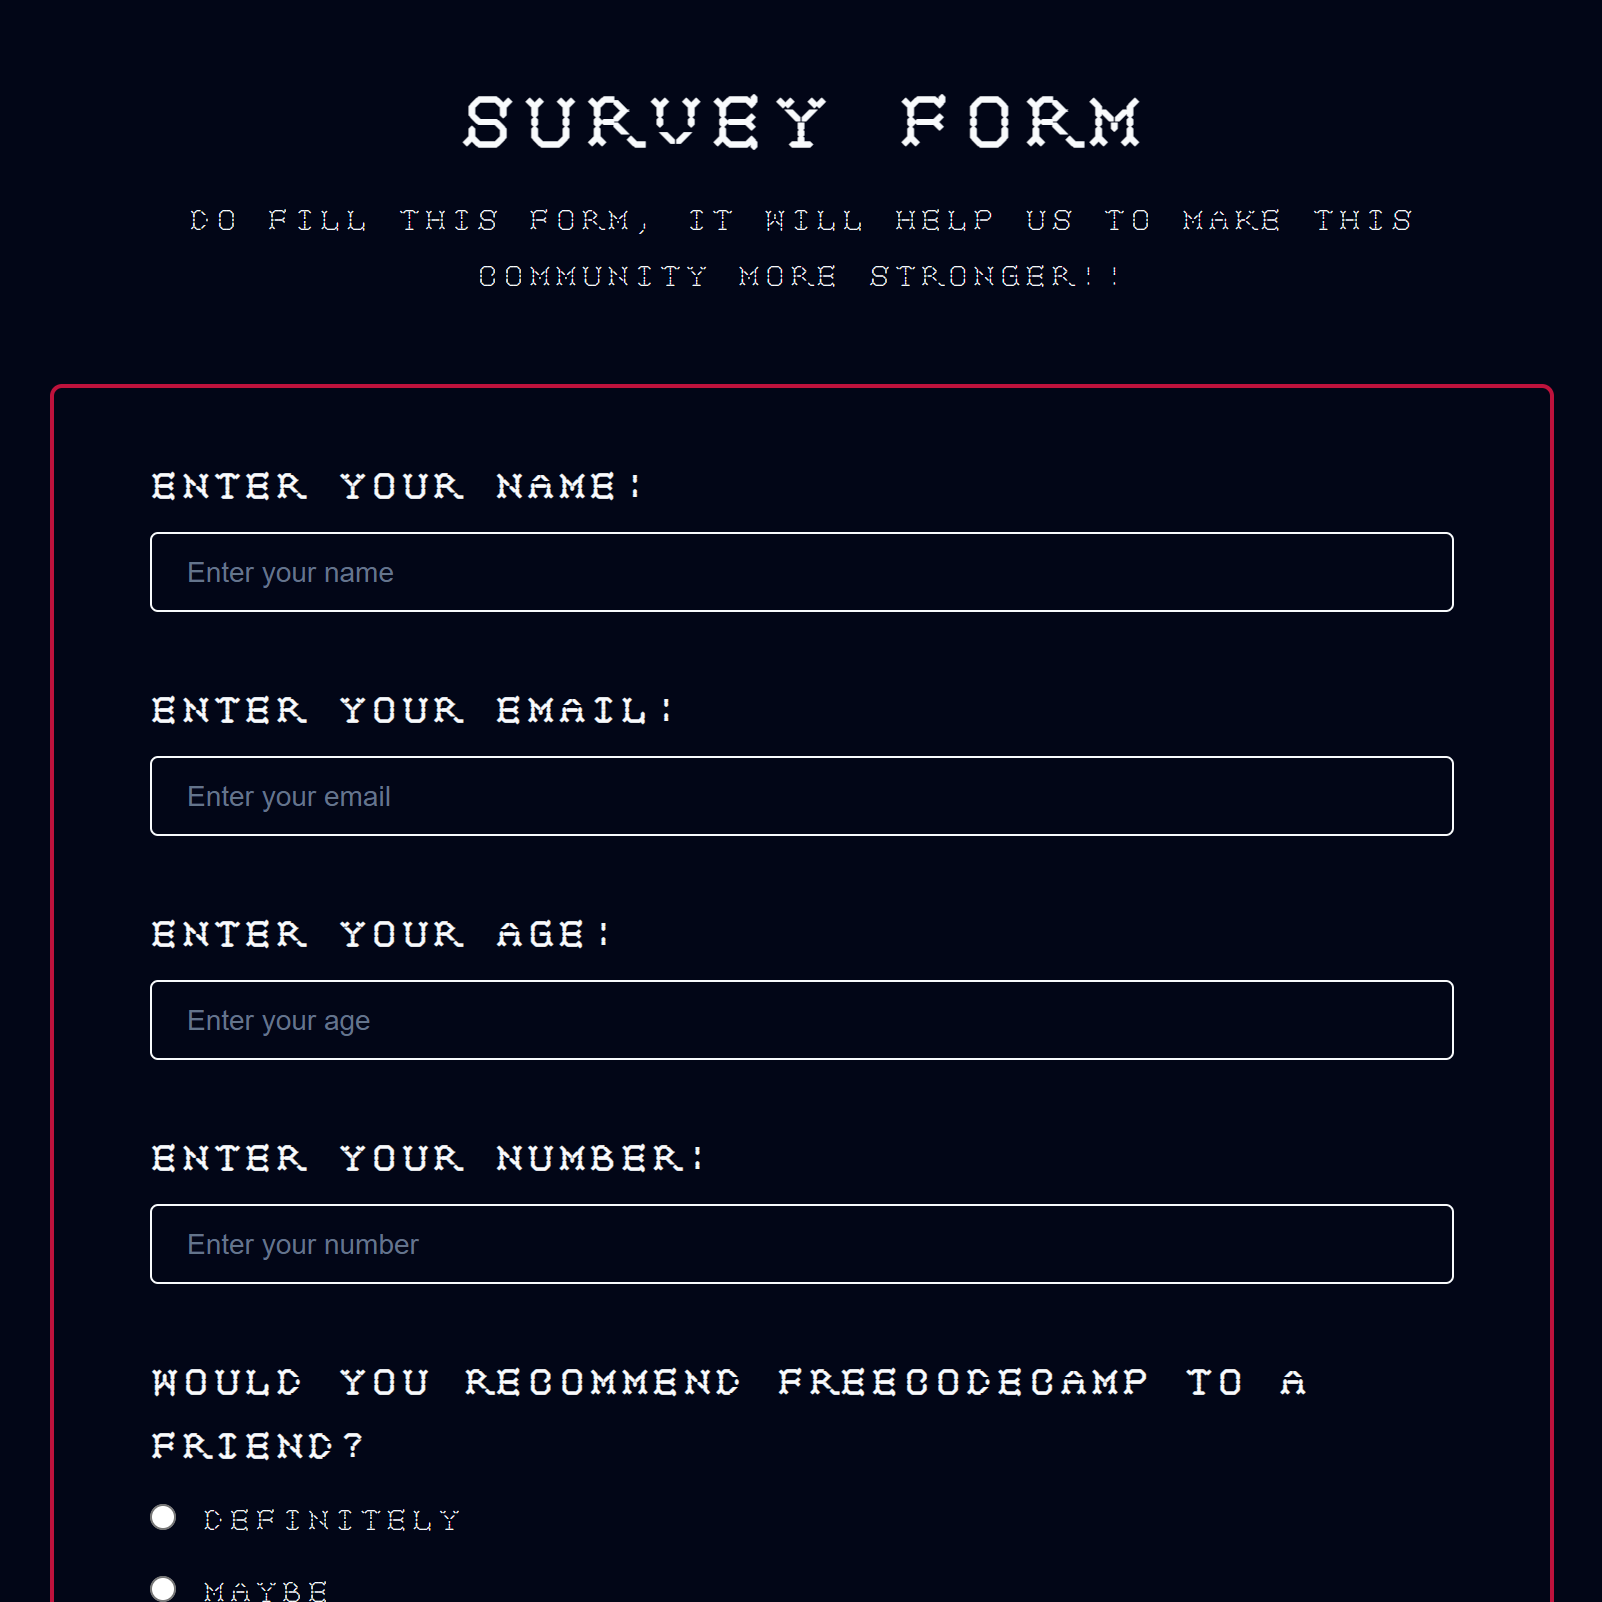 SURVEY FORM
DO FILL THIS FORM, IT WILL HELP US TO MAKE THIS
COMMUNITY MORE STRONGER!!
ENTER YOUR NAME:
Enter your name
ENTER YOUR EMAIL:
Enter your email
ENTER YOUR AGE:
Enter your age
ENTER YOUR NUMBER:
Enter your number
WOULD YOU RECOMMEND FREECODECAMP TO A
FRIEND?
DEFINITELY
MAYBE